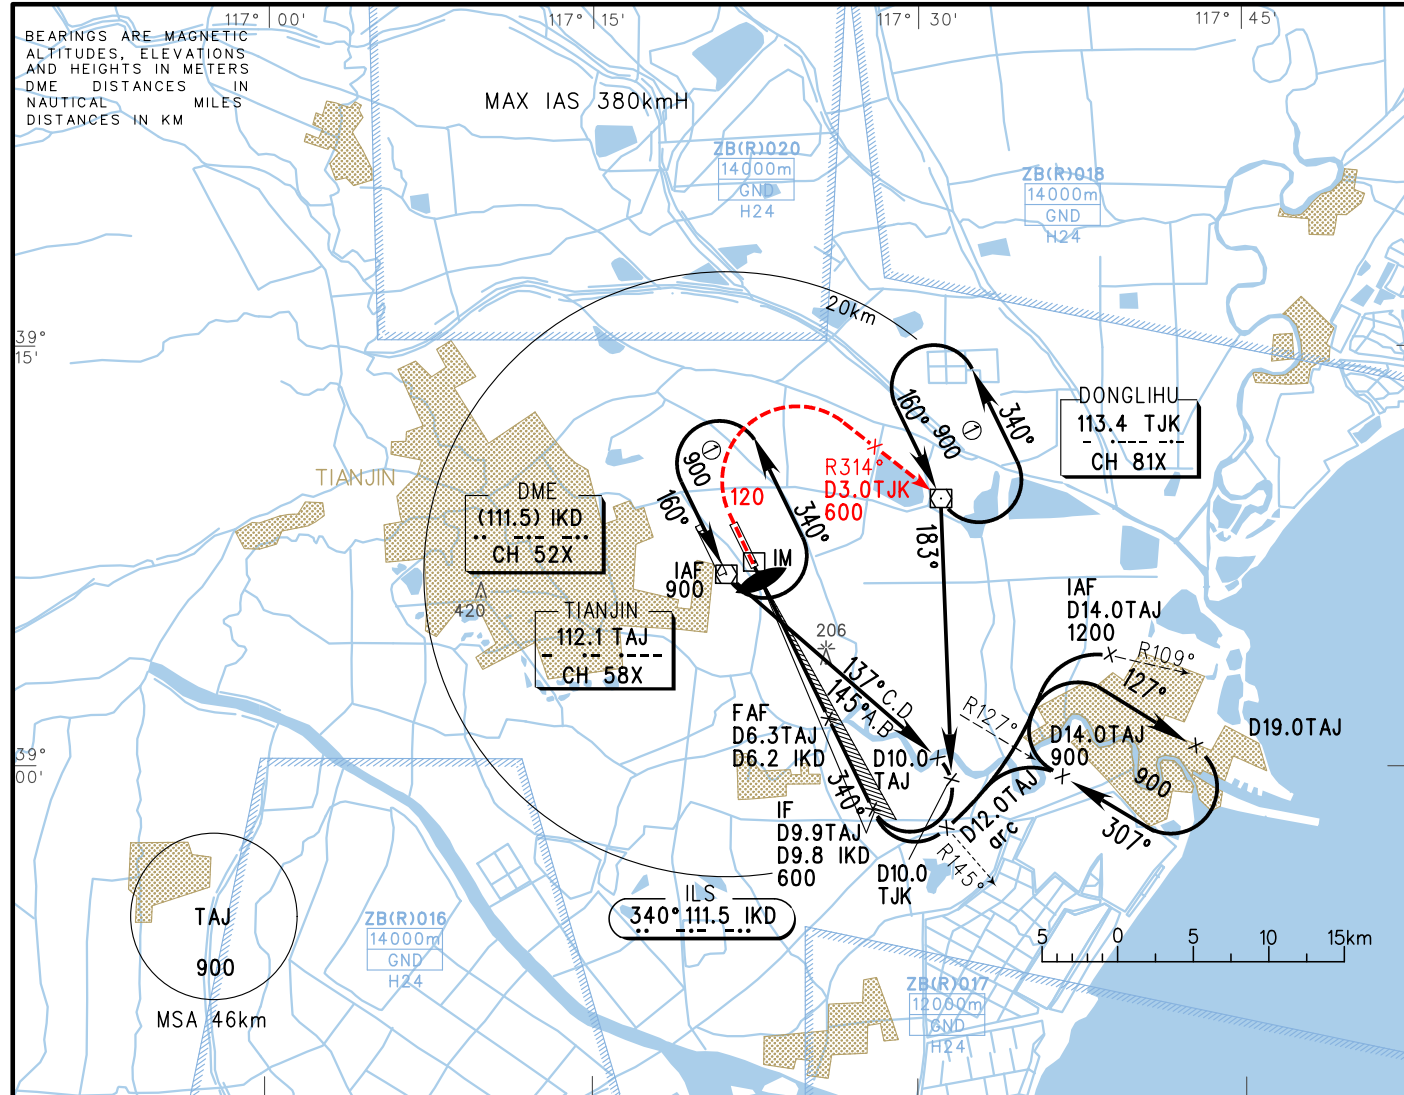 117° 00'
117° 15'
117° 30'
117° 45'
BEARINGS ARE MAGNETIC
ALTITUDES, ELEVATIONS
AND HEIGHTS IN METERS
DME DISTANCES IN
NAUTICAL MILES
DISTANCES IN KM
MAX IAS 380kmH
ZB(R)020
14000m
GND
H24
ZB(R)018
14000m
GND
H24
20km
39°
15'
DONGLIHU
113.4 TJK
CH 81X
160°
900
①
340°
R314°
D3.0TJK
600
120
①
900
160°
340°
TIANJIN
DME
(111.5) IKD
CH 52X
183°
IM
IAF
900
420
TIANJIN
112.1 TAJ
CH 58X
206
IAF
D14.0TAJ
1200
R109°
127°
137° C.D
145° A.B
R127°
FAF
D6.3TAJ
D6.2 IKD
D10.0
TAJ
D14.0TAJ
900
D19.0TAJ
900
39°
00'
340°
D12.0TAJ
arc
307°
IF
D9.9TAJ
D9.8 IKD
600
R145°
D10.0
TJK
ILS
340° 111.5 IKD
TAJ
900
MSA 46km
ZB(R)016
14000m
GND
H24
5 0 5 10 15km
ZB(R)017
12000m
GND
H24